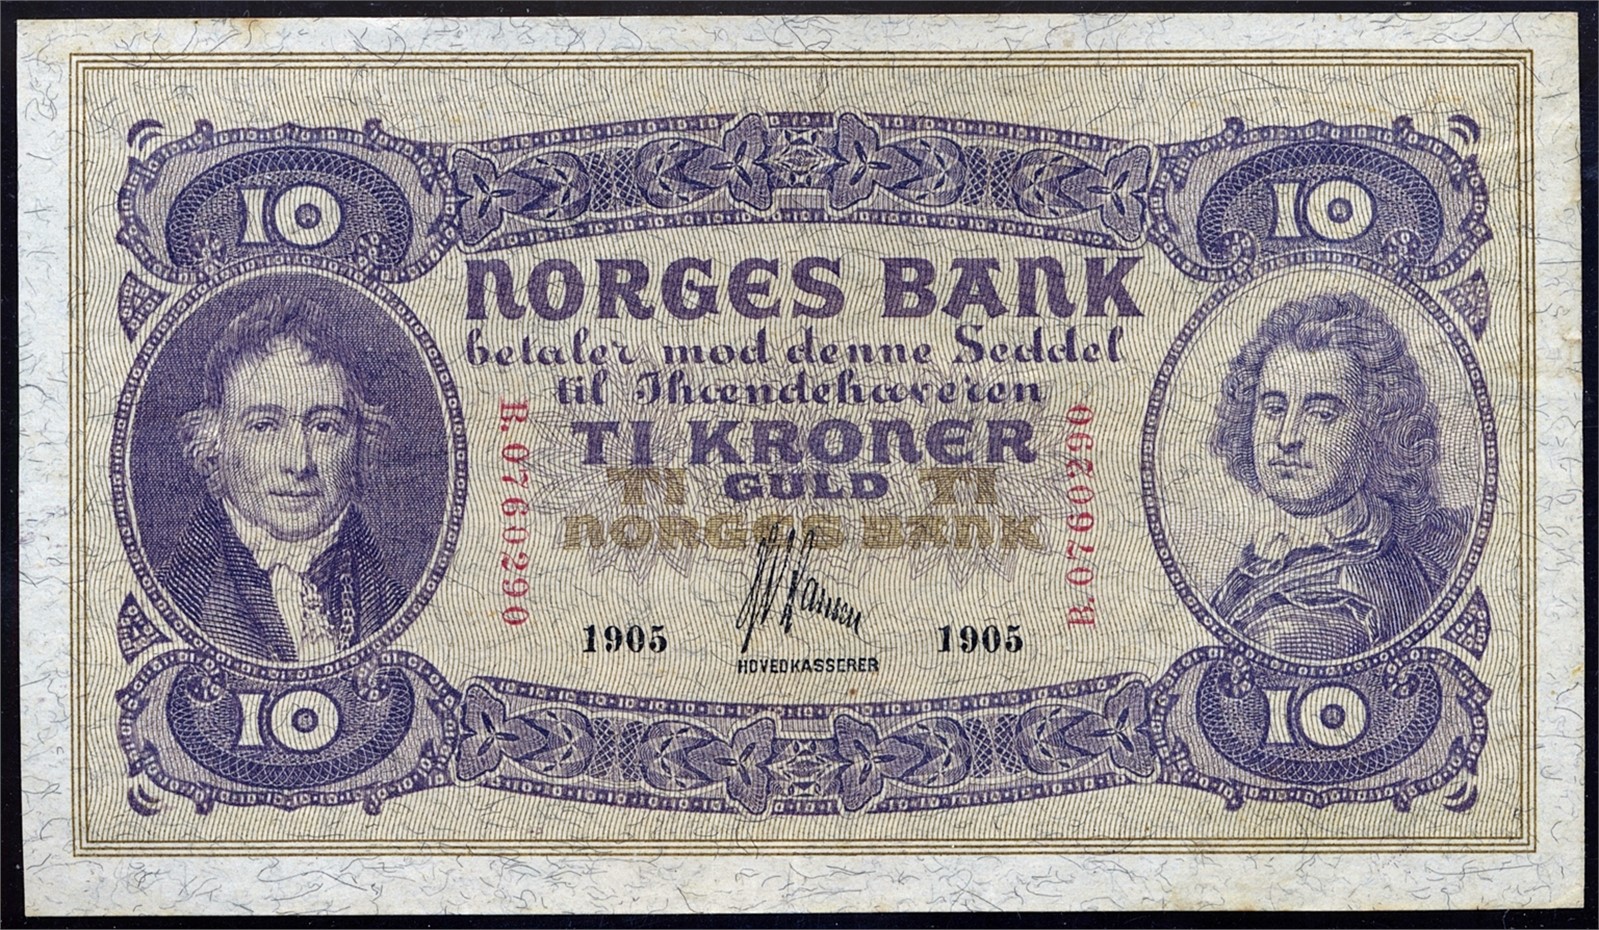 10 10
NORGES BANK
betaler mod denne Seddel
til Ihændehaveren
TI KRONER
TI GULD TI
NORGES BANK
B.0760290
B.0760290
1905 1905
HOVEDKASSERER
10 10